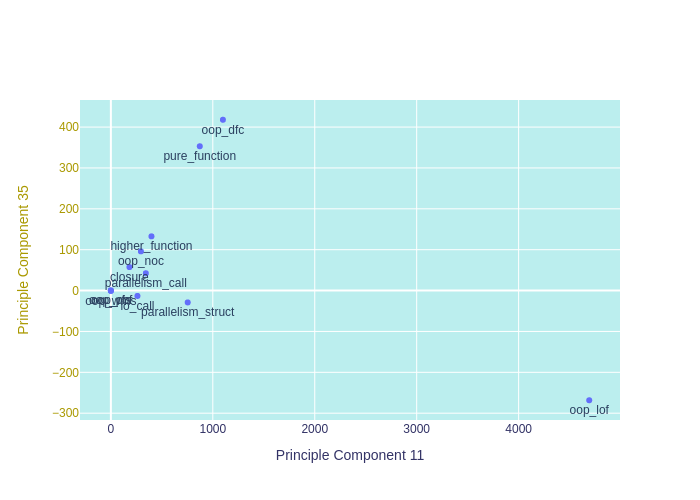 400
300
200
100
0
−100
−200
−300
0
1000
2000
3000
4000
Principle Component 11
Principle Component 35
oop_dfc
pure_function
higher_function
oop_noc
closure
parallelism_call
io_call
parallelism_struct
oop_lof